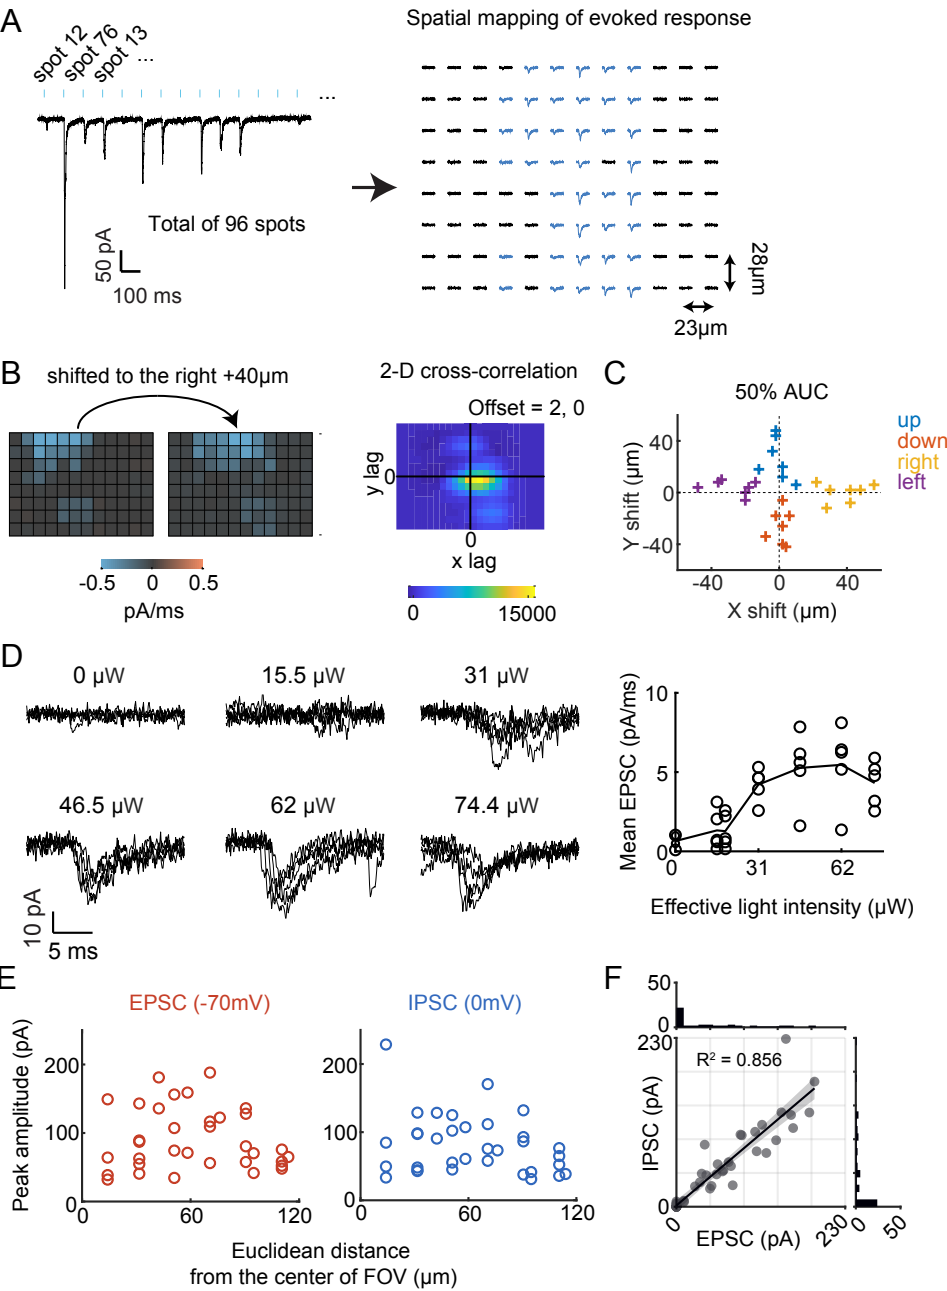 A
Spatial mapping of evoked response
spot 12
spot 76
spot 13
...
...
Total of 96 spots
50 pA
100 ms
28µm
23µm
B
shifted to the right +40µm
-0.5 0 0.5
pA/ms
2-D cross-correlation
Offset = 2, 0
y lag
0
0
x lag
0 15000
C
50% AUC
up
down
right
left
Y shift (µm)
40
0
-40
-40 0 40
X shift (µm)
D
0 µW
15.5 µW
31 µW
46.5 µW
62 µW
74.4 µW
10 pA
5 ms
Mean EPSC (pA/ms)
10
5
0
0 31 62
Effective light intensity (µW)
E
EPSC (-70mV)
IPSC (0mV)
Peak amplitude (pA)
200
100
0
0 60 120
200
100
0
0 60 120
Euclidean distance
from the center of FOV (µm)
F
50
0
230
R² = 0.856
IPSC (pA)
0
0
EPSC (pA)
230
0
50